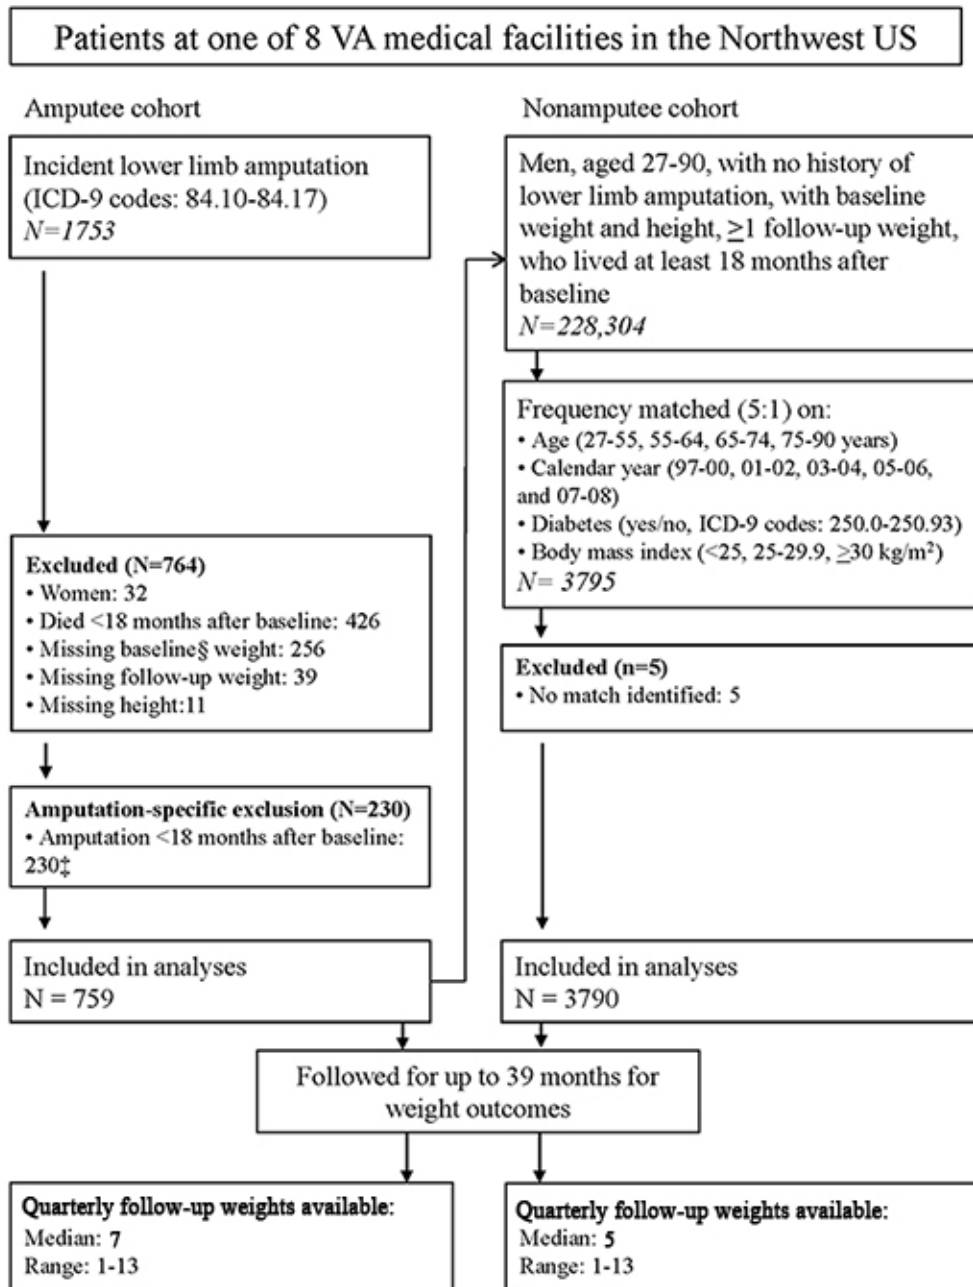 Patients at one of 8 VA medical facilities in the Northwest US
Amputee cohort
Incident lower limb amputation
(ICD-9 codes: 84.10-84.17)
N=1753
Excluded (N=764)
• Women: 32
• Died <18 months after baseline: 426
• Missing baseline§ weight: 256
• Missing follow-up weight: 39
• Missing height:11
Amputation-specific exclusion (N=230)
• Amputation <18 months after baseline:
230‡
Included in analyses
N = 759
Nonamputee cohort
Men, aged 27-90, with no history of
lower limb amputation, with baseline
weight and height, ≥1 follow-up weight,
who lived at least 18 months after
baseline
N=228,304
Frequency matched (5:1) on:
• Age (27-55, 55-64, 65-74, 75-90 years)
• Calendar year (97-00, 01-02, 03-04, 05-06,
and 07-08)
• Diabetes (yes/no, ICD-9 codes: 250.0-250.93)
• Body mass index (<25, 25-29.9, ≥30 kg/m²)
N= 3795
Excluded (n=5)
• No match identified: 5
Included in analyses
N = 3790
Followed for up to 39 months for
weight outcomes
Quarterly follow-up weights available:
Median: 7
Range: 1-13
Quarterly follow-up weights available:
Median: 5
Range: 1-13